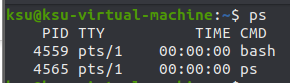 ksu@ksu-virtual-machine:~$ ps
    PID TTY          TIME CMD
   4559 pts/1    00:00:00 bash
   4565 pts/1    00:00:00 ps